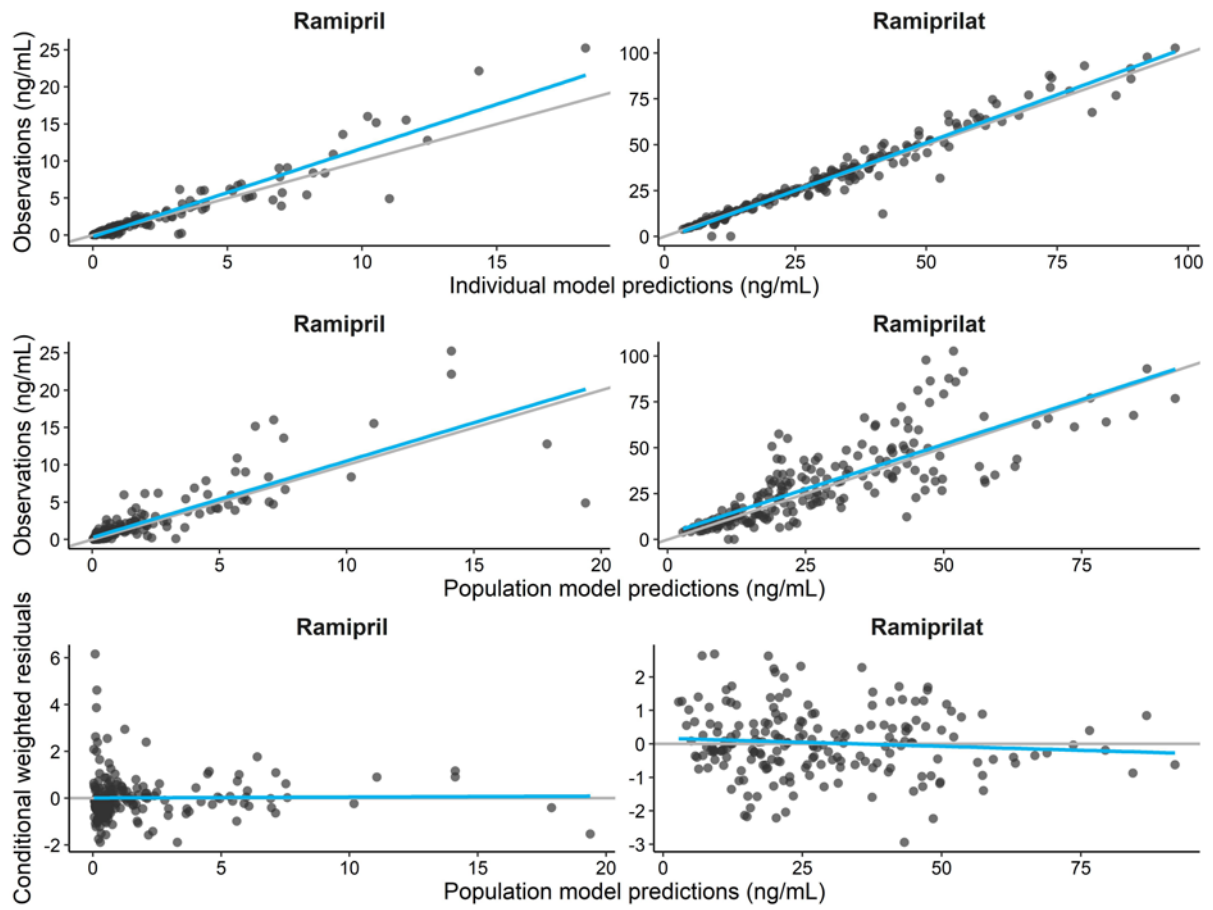 Ramipril
Ramiprilat
Observations (ng/mL)
25
20
15
10
5
0
100
75
50
25
0
0 5 10 15
0 25 50 75 100
Individual model predictions (ng/mL)
Ramipril
Ramiprilat
Observations (ng/mL)
25
20
15
10
5
0
100
75
50
25
0
0 5 10 15 20
0 25 50 75
Population model predictions (ng/mL)
Ramipril
Ramiprilat
Conditional weighted residuals
6
4
2
0
-2
2
1
0
-1
-2
-3
0 5 10 15 20
0 25 50 75
Population model predictions (ng/mL)